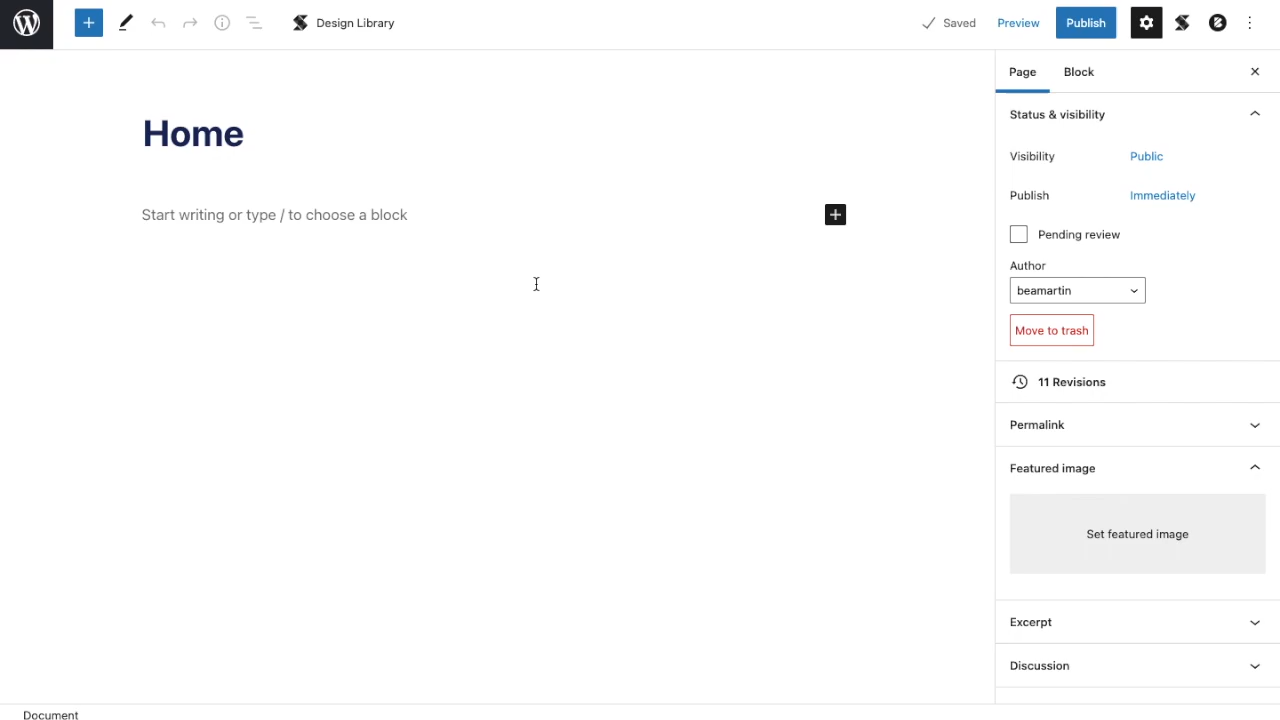 Design Library
Saved
Preview
Publish
Page
Block
Home
Status & visibility
Visibility
Public
Start writing or type / to choose a block
Publish
Immediately
Pending review
Author
beamartin
Move to trash
11 Revisions
Permalink
Featured image
Set featured image
Excerpt
Discussion
Document